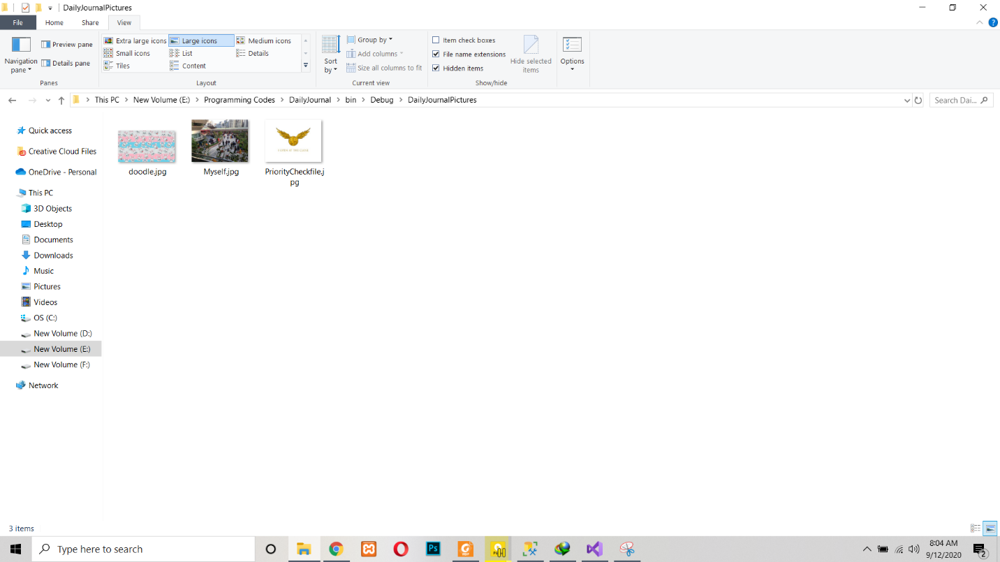 DailyJournalPictures
File Home Share View
Navigation pane
Preview pane
Details pane
Panes
Extra large icons Large icons Medium icons
Small icons List Details
Tiles Content
Layout
Sort by
Group by
Add columns
Size all columns to fit
Current view
Item check boxes
File name extensions
Hidden items
Hide selected items
Show/hide
Options
This PC > New Volume (E:) > Programming Codes > DailyJournal > bin > Debug > DailyJournalPictures
Search Dai...
Quick access
Creative Cloud Files
OneDrive - Personal
This PC
3D Objects
Desktop
Documents
Downloads
Music
Pictures
Videos
OS (C:)
New Volume (D:)
New Volume (E:)
New Volume (F:)
Network
doodle.jpg
Myself.jpg
PriorityCheckfile.j
pg
3 items
Type here to search
Ps
8:04 AM
9/12/2020
2